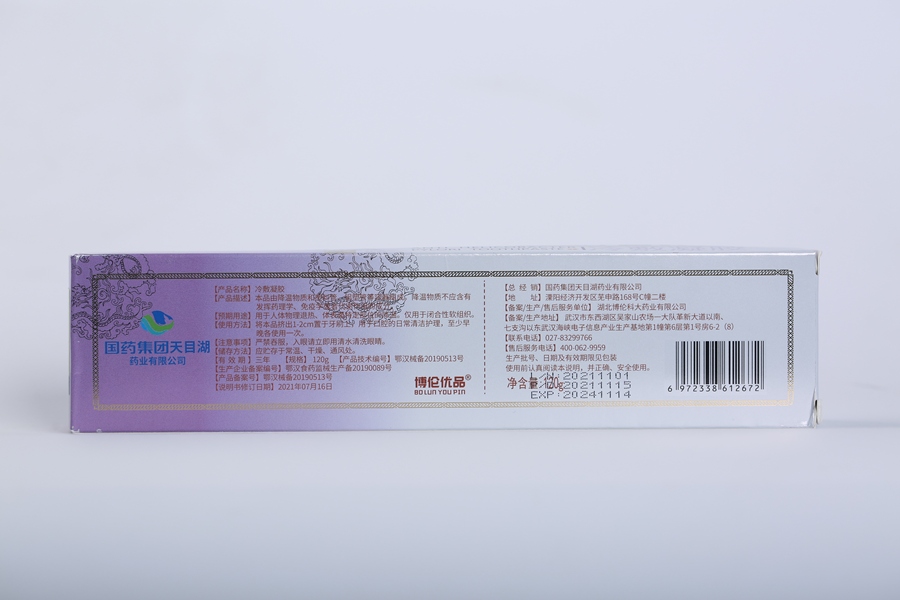 国药集团天目湖
药业有限公司
【产品名称】冷敷凝胶
【产品描述】本品由降温物质和 降温物质不应含有
发挥药理学、免疫学
【预期用途】用于人体物理退热、体表 仅用于闭合性软组织。
【使用方法】将本品挤出1-2cm置于牙刷上，用于口腔的日常清洁护理。至少早
晚各使用一次。
【注意事项】严禁吞服，入眼请立即用清水清洗眼睛。
【储存方法】应贮存于常温、干燥、通风处。
【有 效 期】三年 【规格】120g 【产品技术编号】鄂汉械备20190513号
【生产企业备案编号】鄂汉食药监械生产备20190089号
【产品备案号】鄂汉械备20190513号
【说明书修订日期】2021年07月16日
博伦优品®
BO LUN YOU PIN
【总 经 销】国药集团天目湖药业有限公司
【地 址】溧阳经济开发区芜申路168号C幢二楼
【备案/生产/售后服务单位】湖北博伦科大药业有限公司
【备案/生产地址】武汉市东西湖区吴家山农场一大队革新大道以南、
七支沟以东武汉海峡电子信息产业生产基地第1幢第6层第1号房6-2（8）
【联系电话】027-83299766
【售后服务电话】400-062-9959
生产批号、日期及有效期限见包装
使用前认真阅读本说明，并正确、安全使用。
净含量：120g
20211101
20211115
EXP:20241114
6 972338 612672